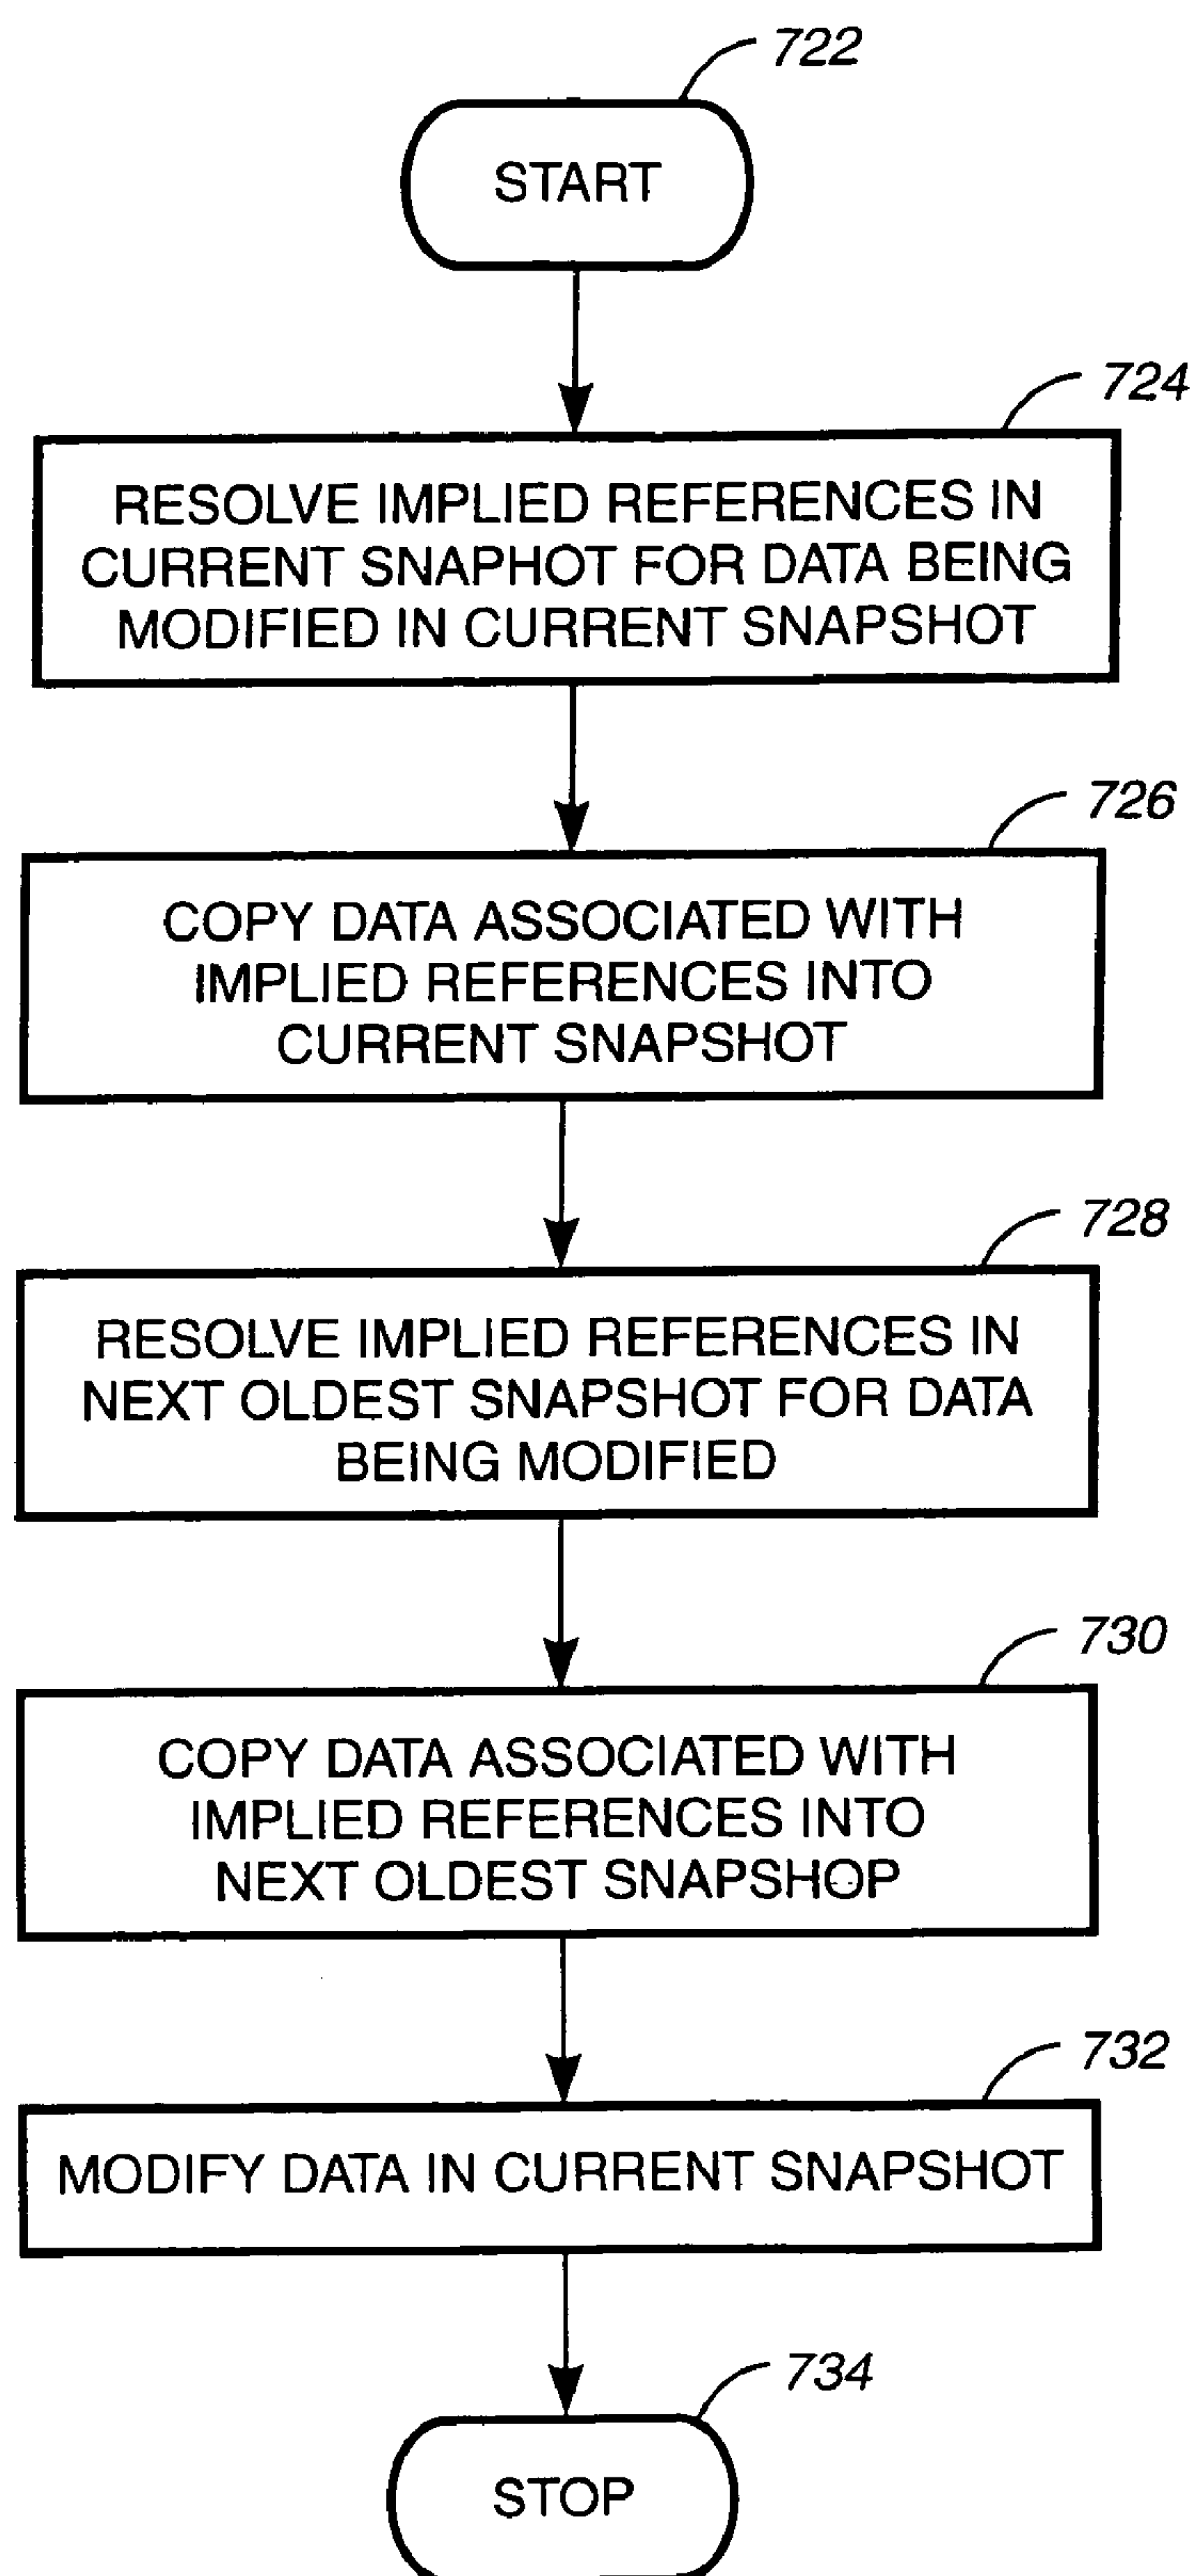 722
START
724
RESOLVE IMPLIED REFERENCES IN
CURRENT SNAPHOT FOR DATA BEING
MODIFIED IN CURRENT SNAPSHOT
726
COPY DATA ASSOCIATED WITH
IMPLIED REFERENCES INTO
CURRENT SNAPSHOT
728
RESOLVE IMPLIED REFERENCES IN
NEXT OLDEST SNAPSHOT FOR DATA
BEING MODIFIED
730
COPY DATA ASSOCIATED WITH
IMPLIED REFERENCES INTO
NEXT OLDEST SNAPSHOP
732
MODIFY DATA IN CURRENT SNAPSHOT
734
STOP